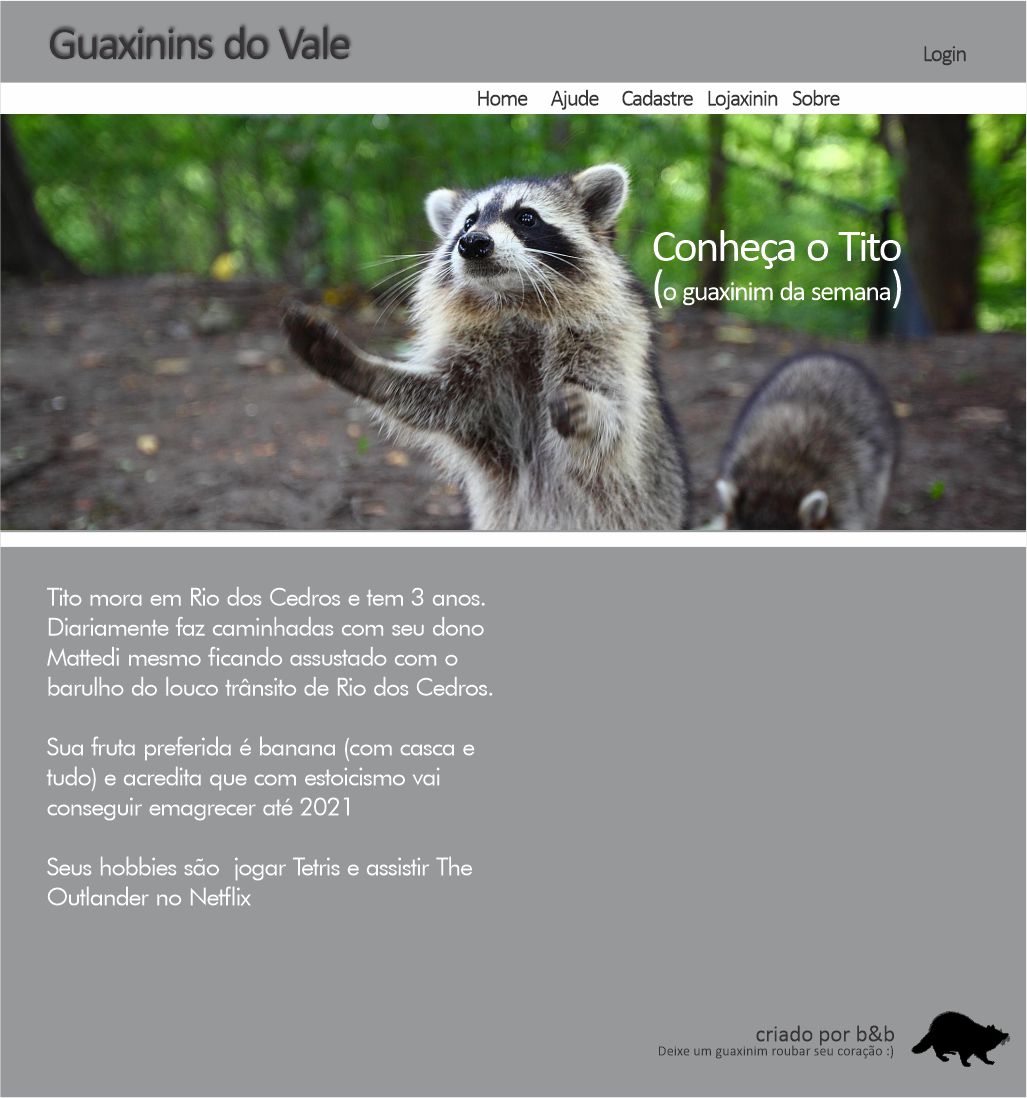 Guaxinins do Vale
Login
Home Ajude Cadastre Lojaxinin Sobre
Conheça o Tito
(o guaxinim da semana)
Tito mora em Rio dos Cedros e tem 3 anos.
Diariamente faz caminhadas com seu dono
Mattedi mesmo ficando assustado com o
barulho do louco trânsito de Rio dos Cedros.
Sua fruta preferida é banana (com casca e
tudo) e acredita que com estoicismo vai
conseguir emagrecer até 2021
Seus hobbies são  jogar Tetris e assistir The
Outlander no Netflix
criado por b&b
Deixe um guaxinim roubar seu coração :)